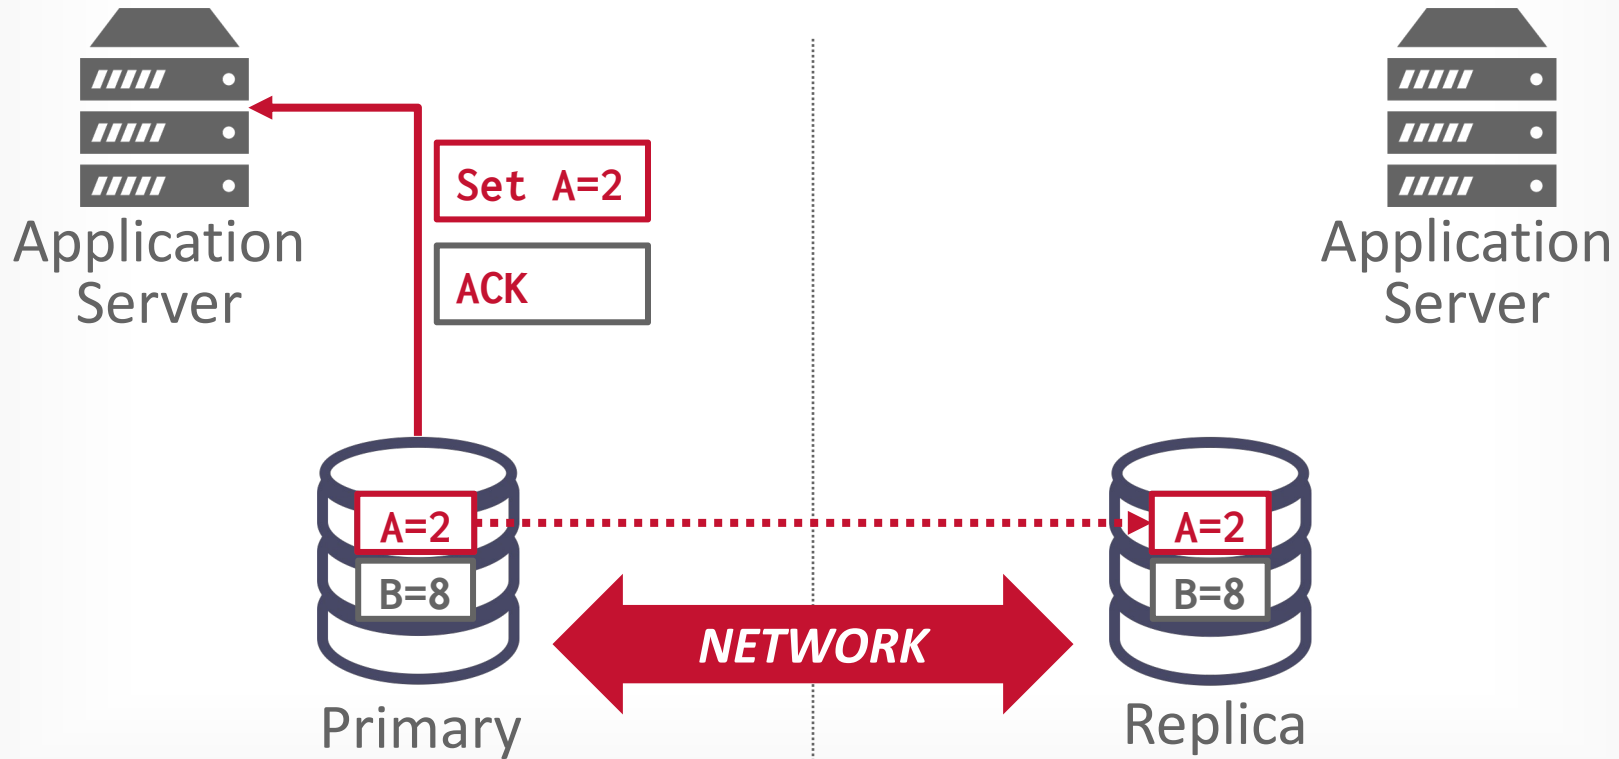 Set A=2
ACK
Application
Server
Application
Server
A=2
B=8
A=2
B=8
NETWORK
Primary
Replica